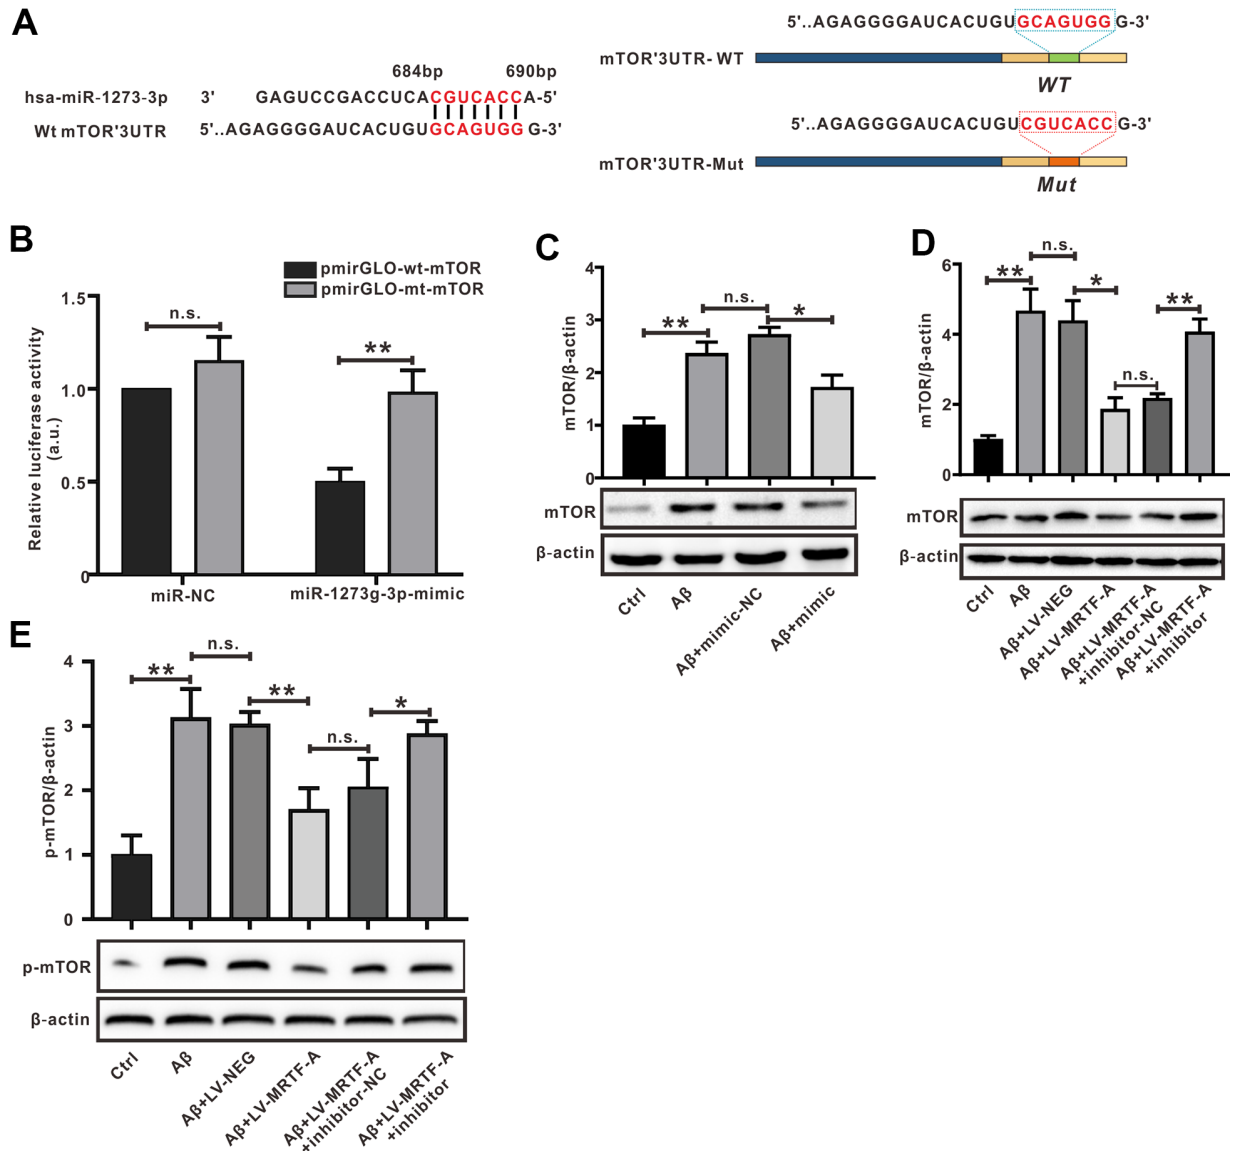 A
684bp 690bp
hsa-miR-1273-3p 3' GAGUCCGACCUCACGUCACCA-5'
Wt mTOR'3UTR 5'..AGAGGGGAUCACUGUGCAGUGG G-3'
5'..AGAGGGGAUCACUGUGCAGUGG G-3'
mTOR'3UTR- WT
WT
5'..AGAGGGGAUCACUGUCGUCACC G-3'
mTOR'3UTR-Mut
Mut
B
pmirGLO-wt-mTOR
pmirGLO-mt-mTOR
Relative luciferase activity
(a.u.)
1.5
1.0
0.5
0
n.s.
**
miR-NC
miR-1273g-3p-mimic
C
mTOR/β-actin
4
3
2
1
0
**
n.s.
*
mTOR
β-actin
Ctrl
Aβ
Aβ+mimic-NC
Aβ+mimic
D
mTOR/β-actin
6
4
2
0
**
n.s.
*
n.s.
**
mTOR
β-actin
Ctrl
Aβ
Aβ+LV-NEG
Aβ+LV-MRTF-A
Aβ+LV-MRTF-A
+inhibitor-NC
Aβ+LV-MRTF-A
+inhibitor
E
p-mTOR/β-actin
4
3
2
1
0
**
n.s.
**
n.s.
*
p-mTOR
β-actin
Ctrl
Aβ
Aβ+LV-NEG
Aβ+LV-MRTF-A
Aβ+LV-MRTF-A
+inhibitor-NC
Aβ+LV-MRTF-A
+inhibitor